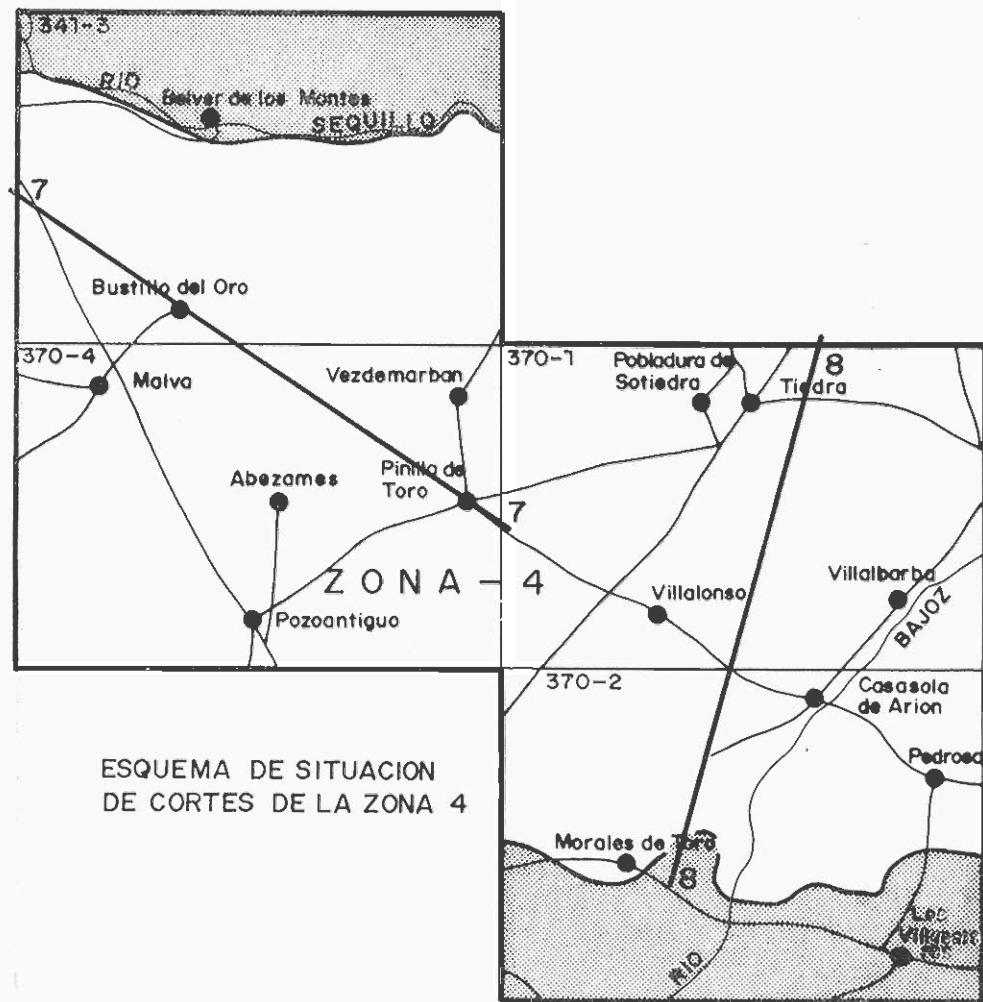 341-3
RIO
Belver de los Montes
SEQUILLO
7
Bustillo del Oro
370-4
Malva
Vezdemarban
370-1
Pobladura de
Sotiedra
8
Tiedra
Abezames
Pinilla de
Toro
7
ZONA-4
Villalonso
Villalbarba
BAJOZ
Pozoantiguo
370-2
Casasola
de Arion
ESQUEMA DE SITUACION
DE CORTES DE LA ZONA 4
Pedrosa
Morales de Toro
8
RIO